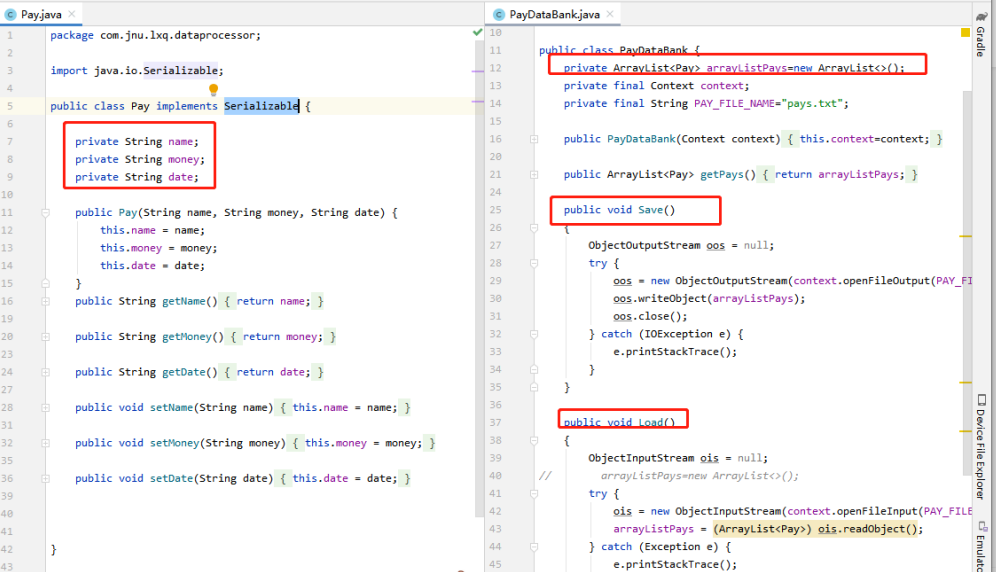 Pay.java
1 package com.jnu.lxq.dataprocessor;
2
3 import java.io.Serializable;
4
5 public class Pay implements Serializable {
6
7 private String name;
8 private String money;
9 private String date;
10
11 public Pay(String name, String money, String date) {
12 this.name = name;
13 this.money = money;
14 this.date = date;
15 }
16 public String getName() { return name; }
19
20 public String getMoney() { return money; }
23
24 public String getDate() { return date; }
27
28 public void setName(String name) { this.name = name; }
31
32 public void setMoney(String money) { this.money = money; }
35
36 public void setDate(String date) { this.date = date; }
39
40
41
42 }
43
PayDataBank.java
10
11 public class PayDataBank {
12 private ArrayList<Pay> arrayListPays=new ArrayList<>();
13 private final Context context;
14 private final String PAY_FILE_NAME="pays.txt";
15
16 public PayDataBank(Context context) { this.context=context; }
20
21 public ArrayList<Pay> getPays() { return arrayListPays; }
24
25 public void Save()
26 {
27 ObjectOutputStream oos = null;
28 try {
29 oos = new ObjectOutputStream(context.openFileOutput(PAY_FI
30 oos.writeObject(arrayListPays);
31 oos.close();
32 } catch (IOException e) {
33 e.printStackTrace();
34 }
35 }
36
37 public void Load()
38 {
39 ObjectInputStream ois = null;
40 // arrayListPays=new ArrayList<>();
41 try {
42 ois = new ObjectInputStream(context.openFileInput(PAY_FILE
43 arrayListPays = (ArrayList<Pay>) ois.readObject();
44 } catch (Exception e) {
45 e.printStackTrace();
Gradle
Device File Explorer
Emulato